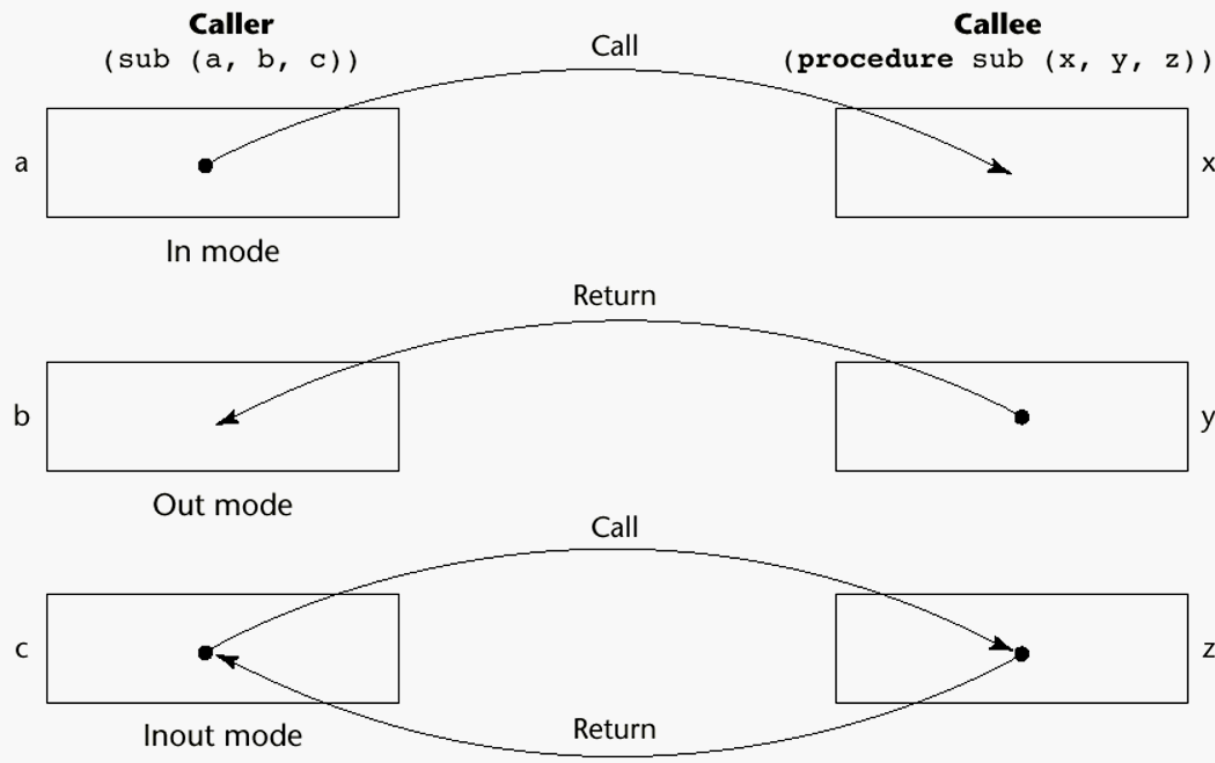 Caller
(sub (a, b, c))
Call
Callee
(procedure sub (x, y, z))
a
x
In mode
Return
b
y
Out mode
Call
c
z
Inout mode
Return